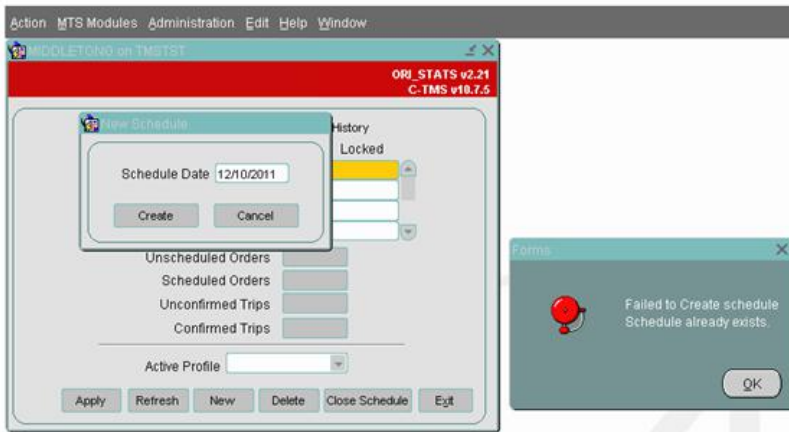 Action MTS Modules Administration Edit Help Window
MIDDLETONG on TMSTST
ORI_STATS v2.21
C-TMS v10.7.5
New Schedule
History
Locked
Schedule Date 12/10/2011
Create Cancel
Unscheduled Orders
Scheduled Orders
Unconfirmed Trips
Confirmed Trips
Active Profile
Apply Refresh New Delete Close Schedule Exit
Forms
Failed to Create schedule
Schedule already exists.
OK